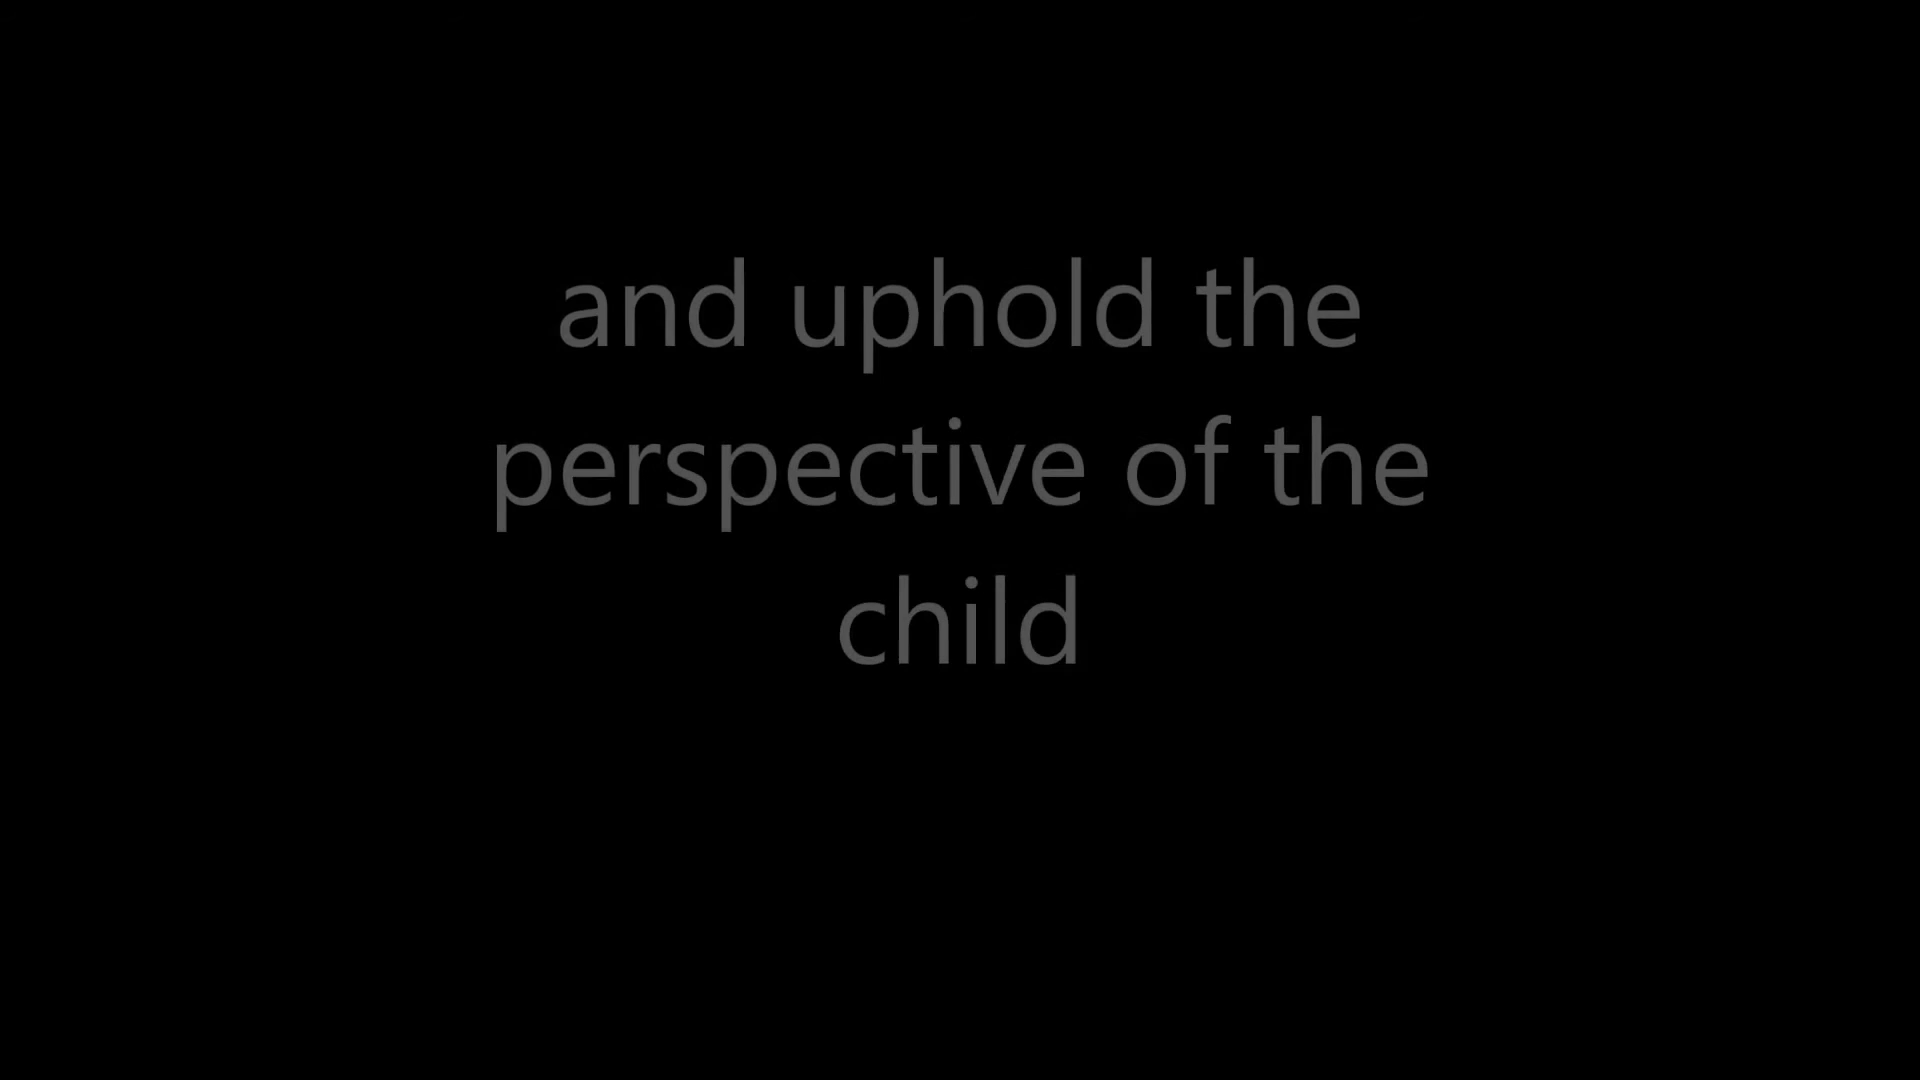 and uphold the
perspective of the
child